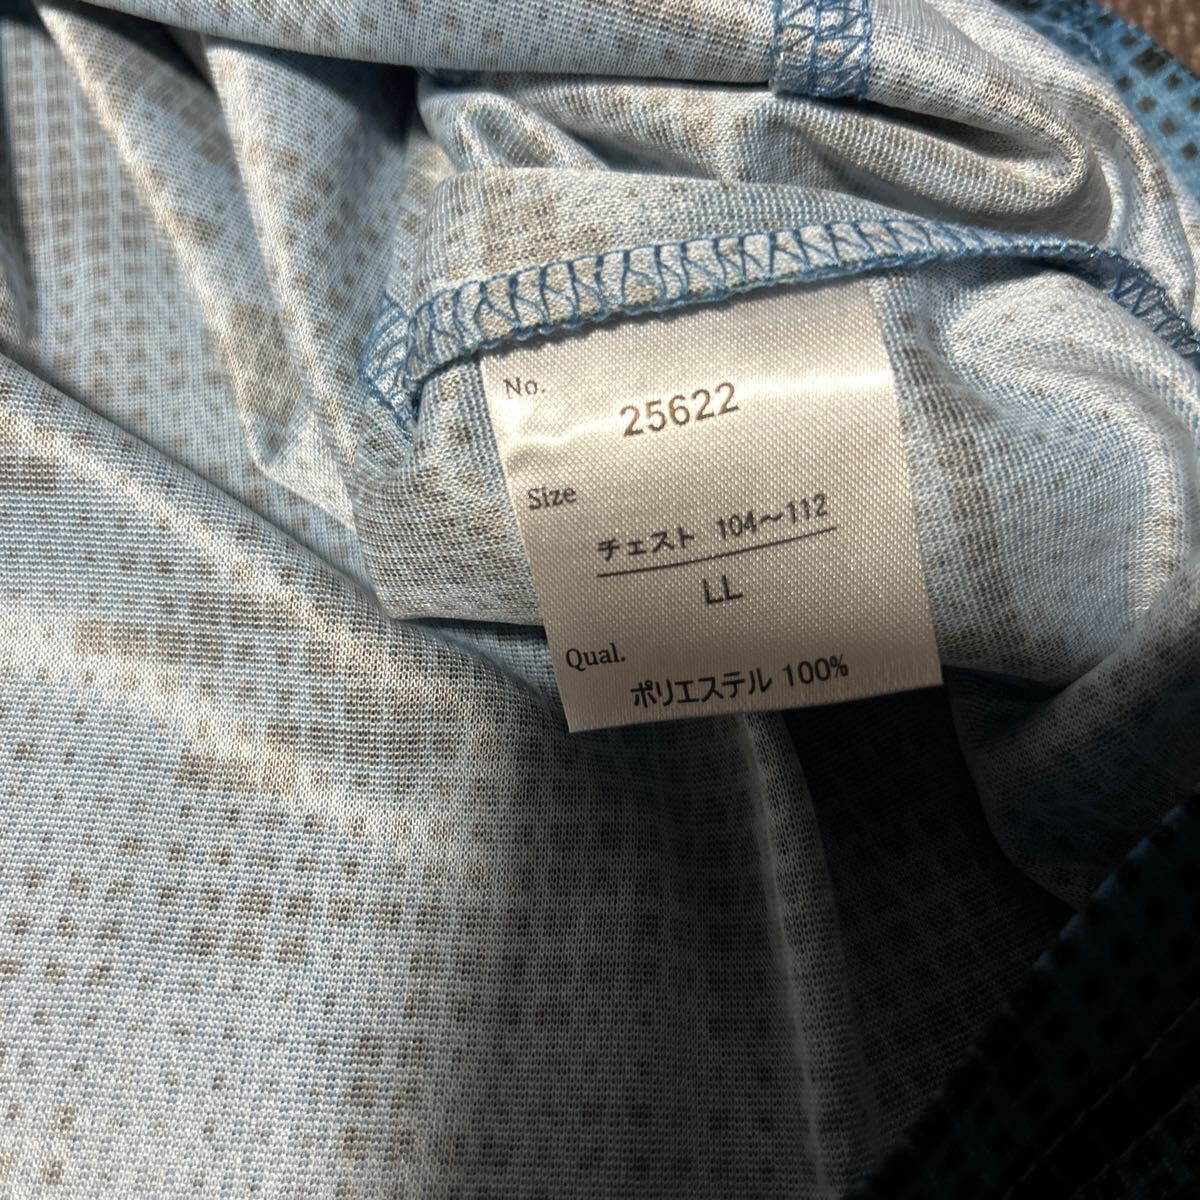 No.
25622
Size
チェスト 104～112
LL
Qual.
ポリエステル 100%